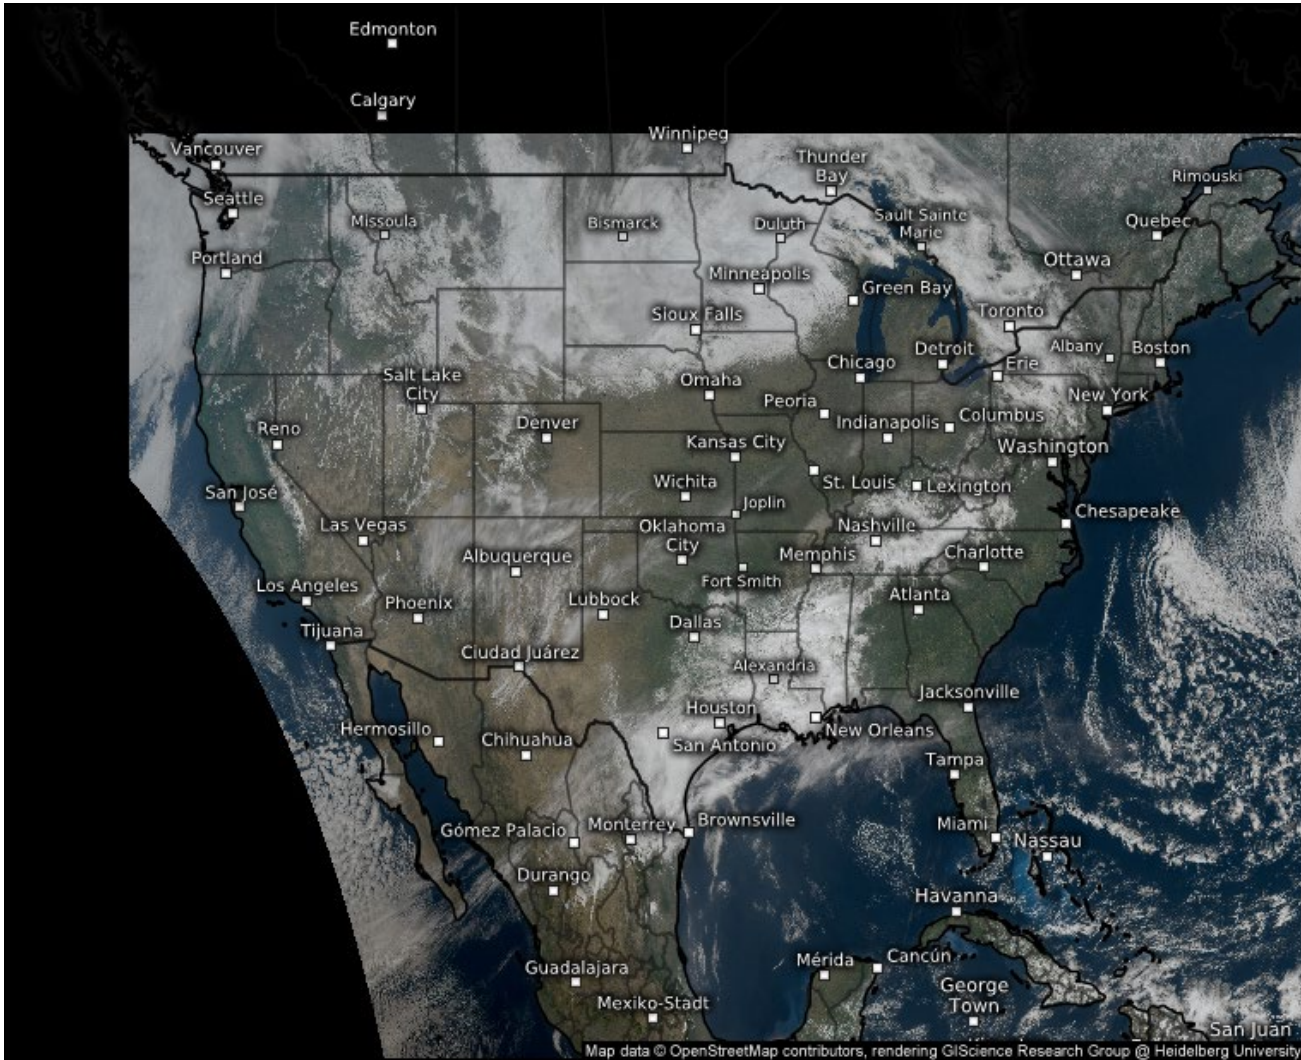 Edmonton
Calgary
Winnipeg
Vancouver
Thunder
Bay
Rimouski
Seattle
Missoula
Bismarck
Duluth
Sault Sainte
Marie
Quebec
Portland
Minneapolis
Green Bay
Ottawa
Sioux Falls
Toronto
Salt Lake
City
Omaha
Chicago
Detroit
Erie
Albany
Boston
Reno
Denver
Peoria
Indianapolis
Columbus
New York
Kansas City
Washington
San José
Wichita
St. Louis
Lexington
Joplin
Chesapeake
Las Vegas
Albuquerque
Oklahoma
City
Nashville
Memphis
Charlotte
Fort Smith
Los Angeles
Phoenix
Lubbock
Atlanta
Tijuana
Dallas
Ciudad Juárez
Alexandria
Jacksonville
Hermosillo
Chihuahua
Houston
San Antonio
New Orleans
Tampa
Gómez Palacio
Monterrey
Brownsville
Miami
Nassau
Durango
Havanna
Guadalajara
Mérida
Cancún
George
Town
Mexiko-Stadt
San Juan
Map data © OpenStreetMap contributors, rendering GIScience Research Group @ Heidelberg University